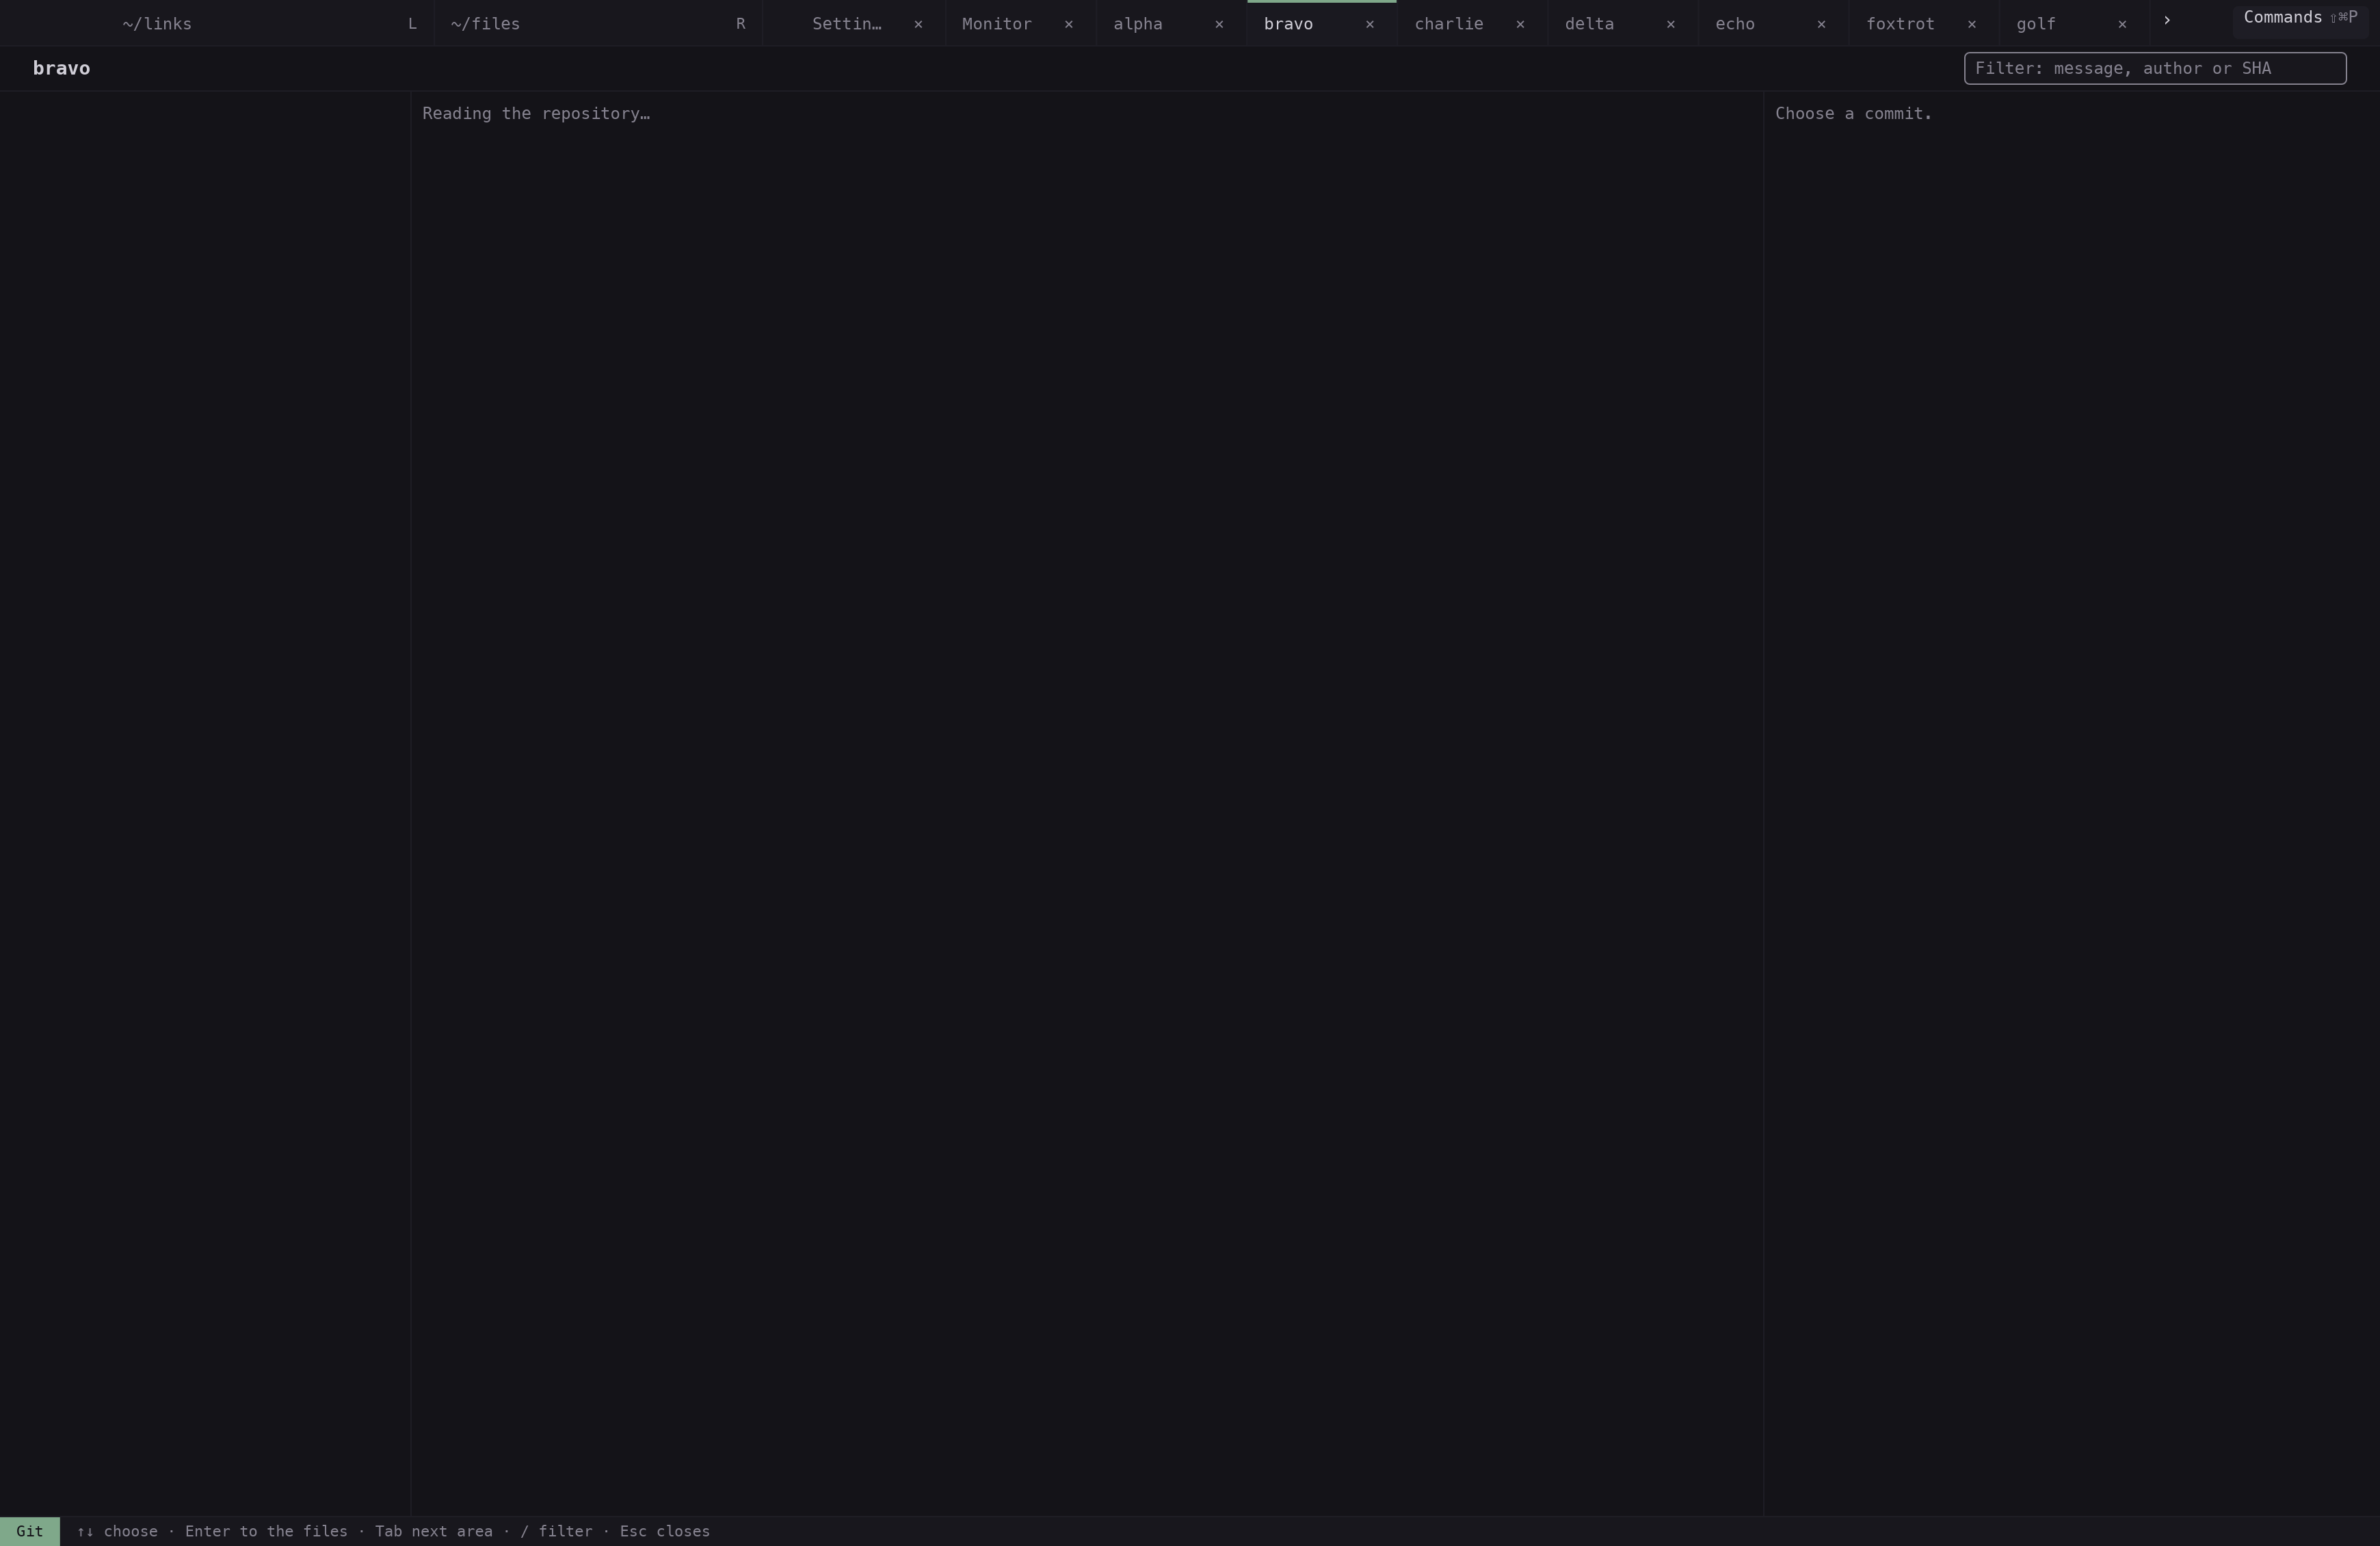 ~/links L ~/files R Settin… × Monitor × alpha × bravo × charlie × delta × echo × foxtrot × golf × › Commands ⇧⌘P
bravo Filter: message, author or SHA
Reading the repository… Choose a commit.
Git ↑↓ choose · Enter to the files · Tab next area · / filter · Esc closes